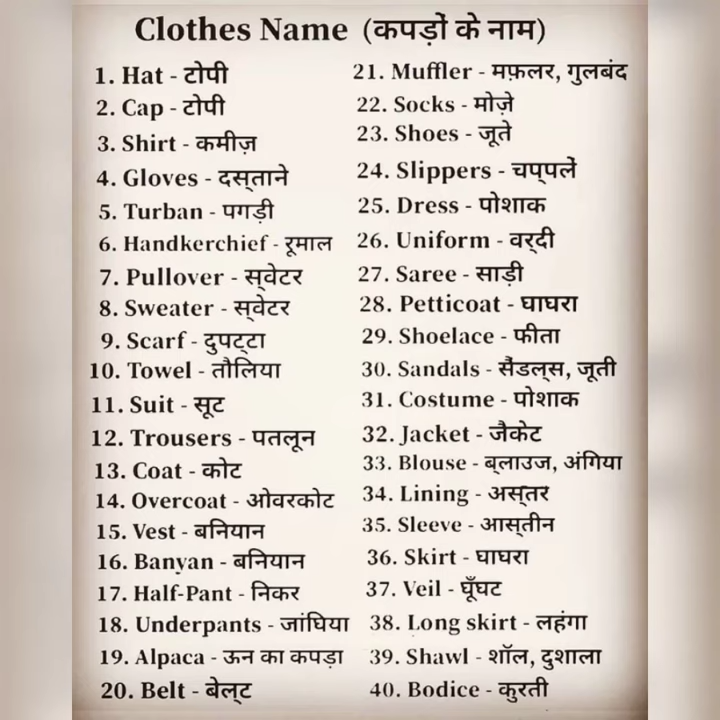 Clothes Name (कपड़ों के नाम)
1. Hat - टोपी
2. Cap - टोपी
3. Shirt - कमीज़
4. Gloves - दस्ताने
5. Turban - पगड़ी
6. Handkerchief - रूमाल
7. Pullover - स्वेटर
8. Sweater - स्वेटर
9. Scarf - दुपट्टा
10. Towel - तौलिया
11. Suit - सूट
12. Trousers - पतलून
13. Coat - कोट
14. Overcoat - ओवरकोट
15. Vest - बनियान
16. Banyan - बनियान
17. Half-Pant - निकर
18. Underpants - जांघिया
19. Alpaca - ऊन का कपड़ा
20. Belt - बेल्ट
21. Muffler - मफ़लर, गुलबंद
22. Socks - मोज़े
23. Shoes - जूते
24. Slippers - चप्पलें
25. Dress - पोशाक
26. Uniform - वर्दी
27. Saree - साड़ी
28. Petticoat - घाघरा
29. Shoelace - फीता
30. Sandals - सैंडल्स, जूती
31. Costume - पोशाक
32. Jacket - जैकेट
33. Blouse - ब्लाउज, अंगिया
34. Lining - अस्तर
35. Sleeve - आस्तीन
36. Skirt - घाघरा
37. Veil - घूँघट
38. Long skirt - लहंगा
39. Shawl - शॉल, दुशाला
40. Bodice - कुरती